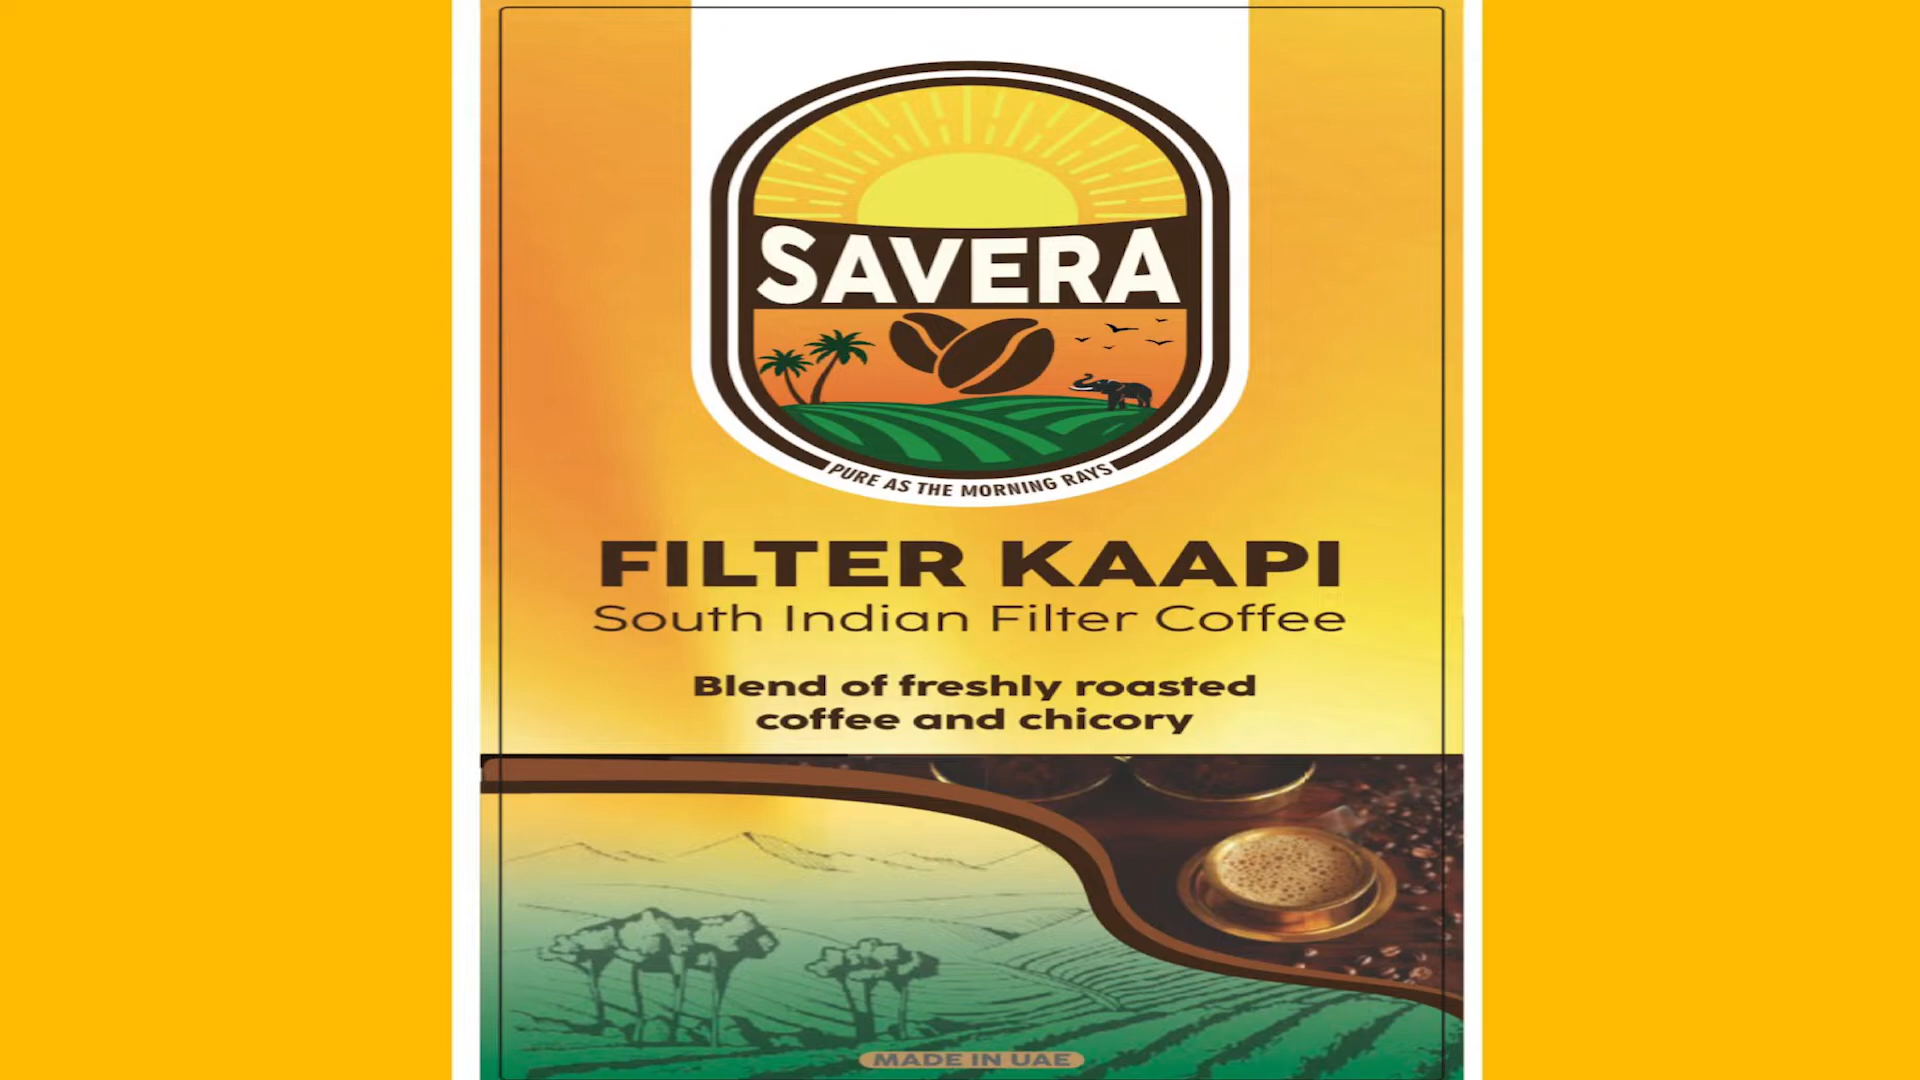 SAVERA
PURE AS THE MORNING RAYS
FILTER KAAPI
South Indian Filter Coffee
Blend of freshly roasted
coffee and chicory
MADE IN UAE